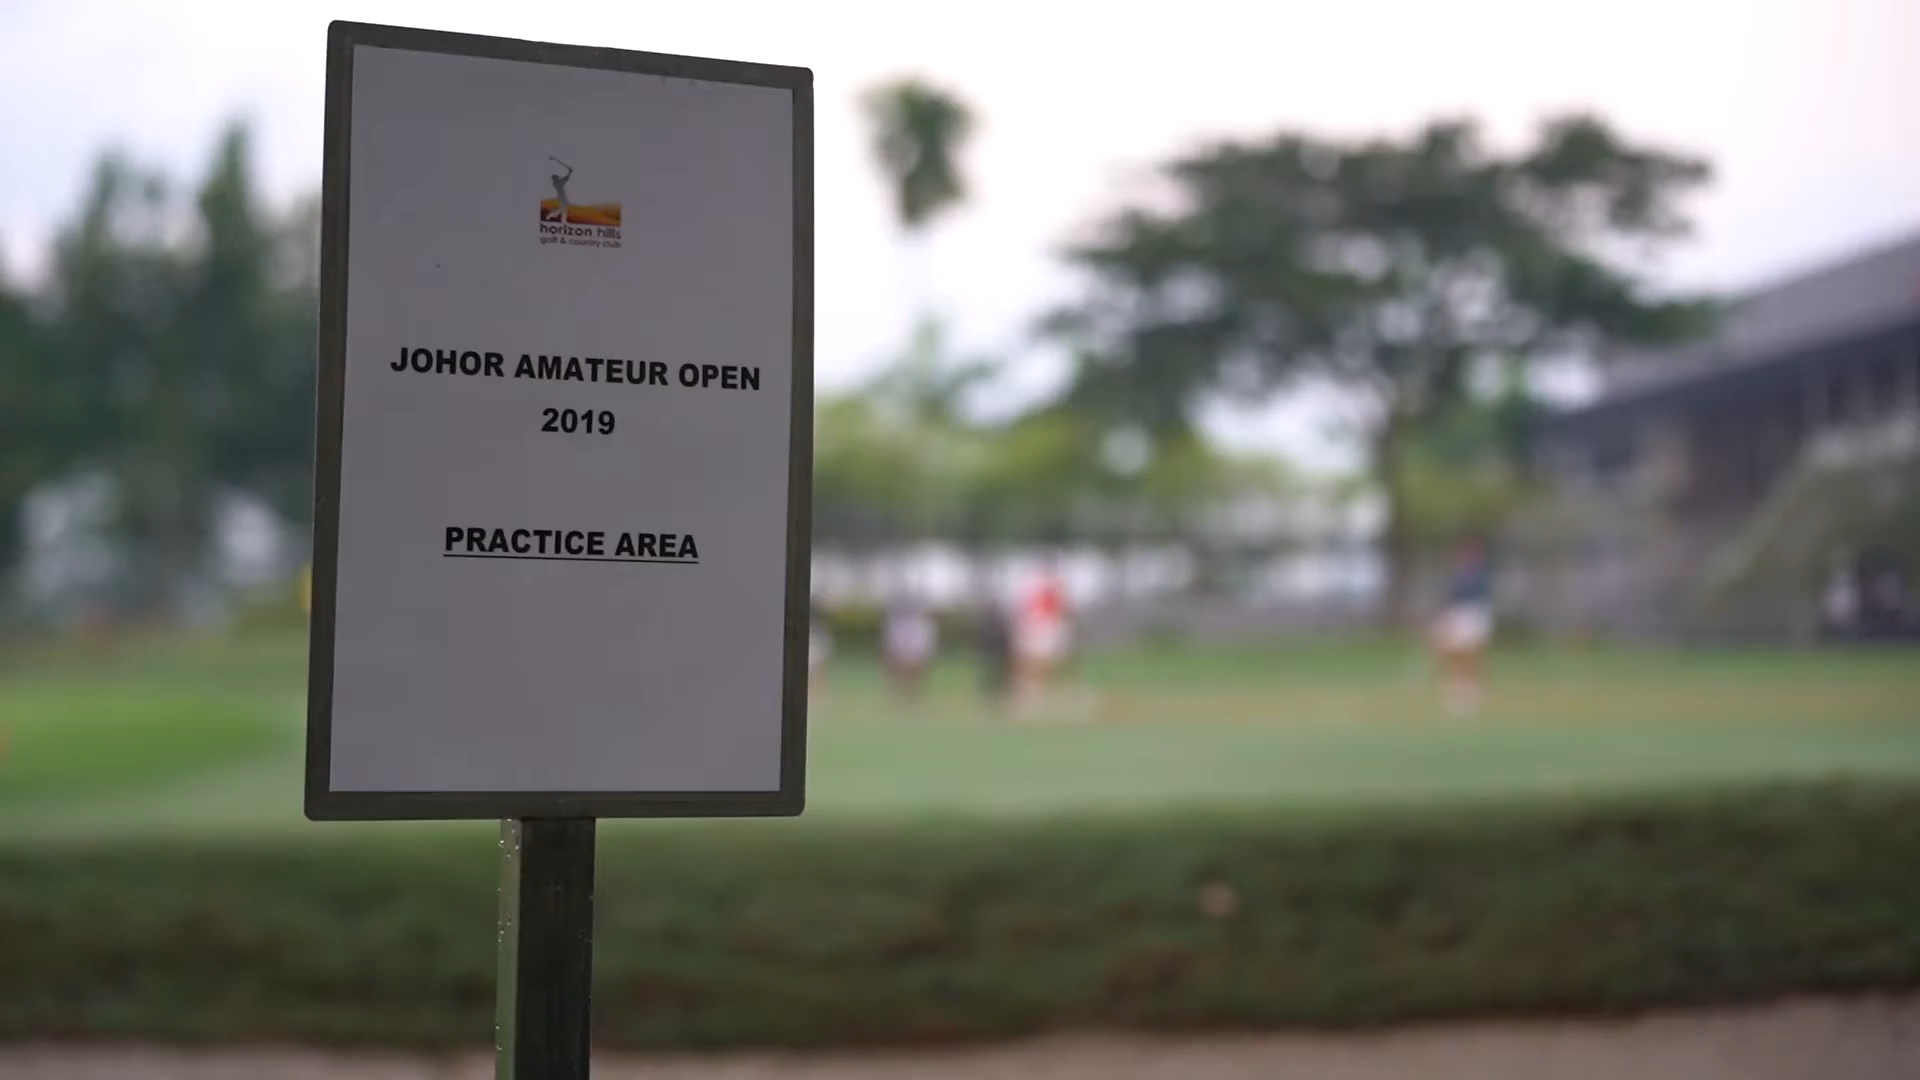 horizon hills
golf & country club
JOHOR AMATEUR OPEN
2019
PRACTICE AREA